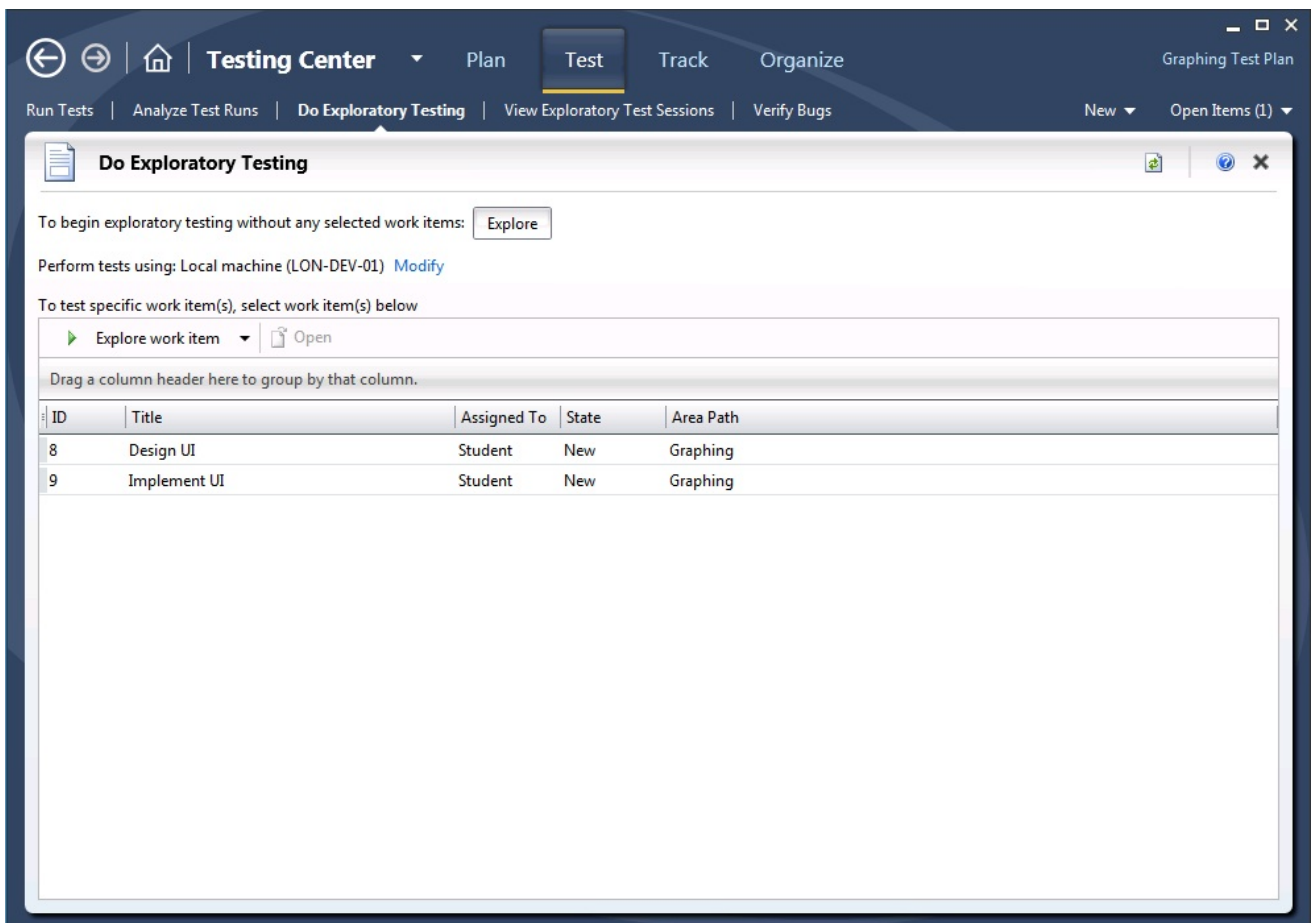 Testing Center Plan Test Track Organize Graphing Test Plan
Run Tests | Analyze Test Runs | Do Exploratory Testing | View Exploratory Test Sessions | Verify Bugs New Open Items (1)
Do Exploratory Testing
To begin exploratory testing without any selected work items: Explore
Perform tests using: Local machine (LON-DEV-01) Modify
To test specific work item(s), select work item(s) below
Explore work item Open
Drag a column header here to group by that column.
ID Title Assigned To State Area Path
8 Design UI Student New Graphing
9 Implement UI Student New Graphing